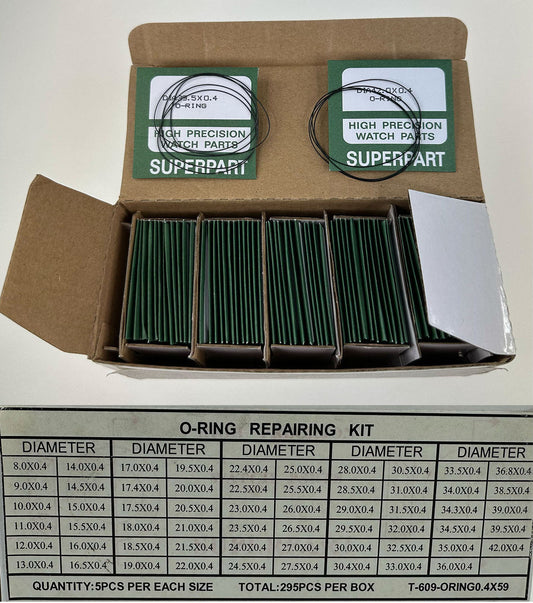 DIA39.5X0.4
O-RING
HIGH PRECISION
WATCH PARTS
SUPERPART
DIA42.0X0.4
O-RING
HIGH PRECISION
WATCH PARTS
SUPERPART
O-RING REPAIRING KIT
DIAMETER DIAMETER DIAMETER DIAMETER DIAMETER
8.0X0.4 14.0X0.4 17.0X0.4 19.5X0.4 22.4X0.4 25.0X0.4 28.0X0.4 30.5X0.4 33.5X0.4 36.8X0.4
9.0X0.4 14.5X0.4 17.4X0.4 20.0X0.4 22.5X0.4 25.5X0.4 28.5X0.4 31.0X0.4 34.0X0.4 38.5X0.4
10.0X0.4 15.0X0.4 17.5X0.4 20.5X0.4 23.0X0.4 26.0X0.4 29.0X0.4 31.5X0.4 34.3X0.4 39.0X0.4
11.0X0.4 15.5X0.4 18.0X0.4 21.0X0.4 23.5X0.4 26.5X0.4 29.5X0.4 32.0X0.4 34.5X0.4 39.5X0.4
12.0X0.4 16.0X0.4 18.5X0.4 21.5X0.4 24.0X0.4 27.0X0.4 30.0X0.4 32.5X0.4 35.0X0.4 42.0X0.4
13.0X0.4 16.5X0.4 19.0X0.4 22.0X0.4 24.5X0.4 27.5X0.4 30.4X0.4 33.0X0.4 36.0X0.4
QUANTITY:5PCS PER EACH SIZE TOTAL:295PCS PER BOX T-609-ORING0.4X59